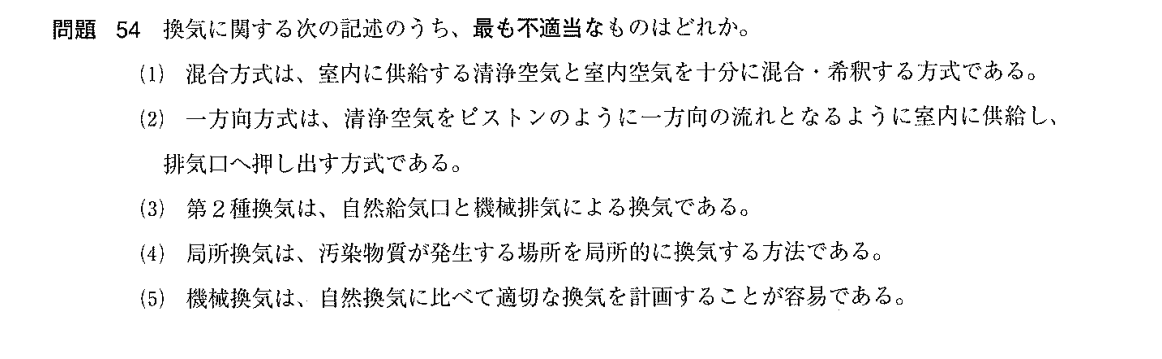 問題 54 換気に関する次の記述のうち、最も不適当なものはどれか。
(1) 混合方式は、室内に供給する清浄空気と室内空気を十分に混合・希釈する方式である。
(2) 一方向方式は、清浄空気をピストンのように一方向の流れとなるように室内に供給し、
排気口へ押し出す方式である。
(3) 第2種換気は、自然給気口と機械排気による換気である。
(4) 局所換気は、汚染物質が発生する場所を局所的に換気する方法である。
(5) 機械換気は、自然換気に比べて適切な換気を計画することが容易である。